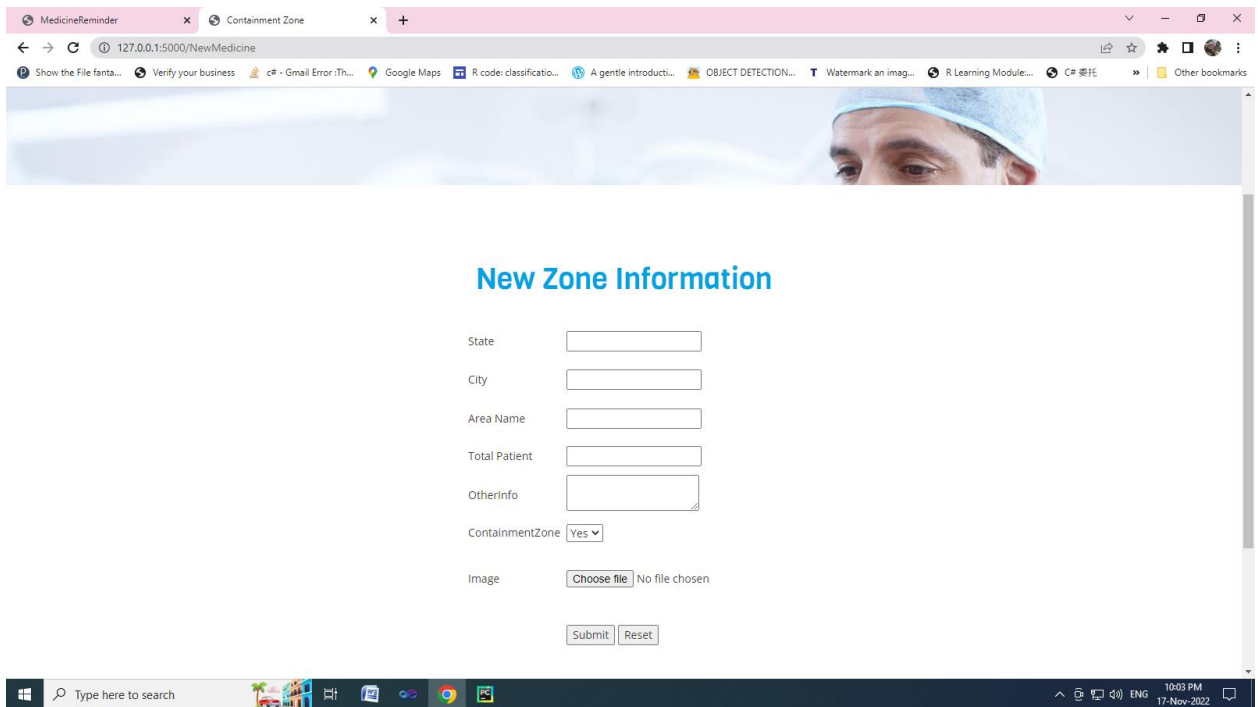 MedicineReminder Containment Zone
127.0.0.1:5000/NewMedicine
Show the File fanta... Verify your business c# - Gmail Error :Th... Google Maps R code: classificatio... A gentle introducti... OBJECT DETECTION... T Watermark an imag... R Learning Module:... C# 委托 » Other bookmarks
New Zone Information
State
City
Area Name
Total Patient
OtherInfo
ContainmentZone Yes
Image Choose file No file chosen
Submit Reset
Type here to search ENG 10:03 PM
17-Nov-2022